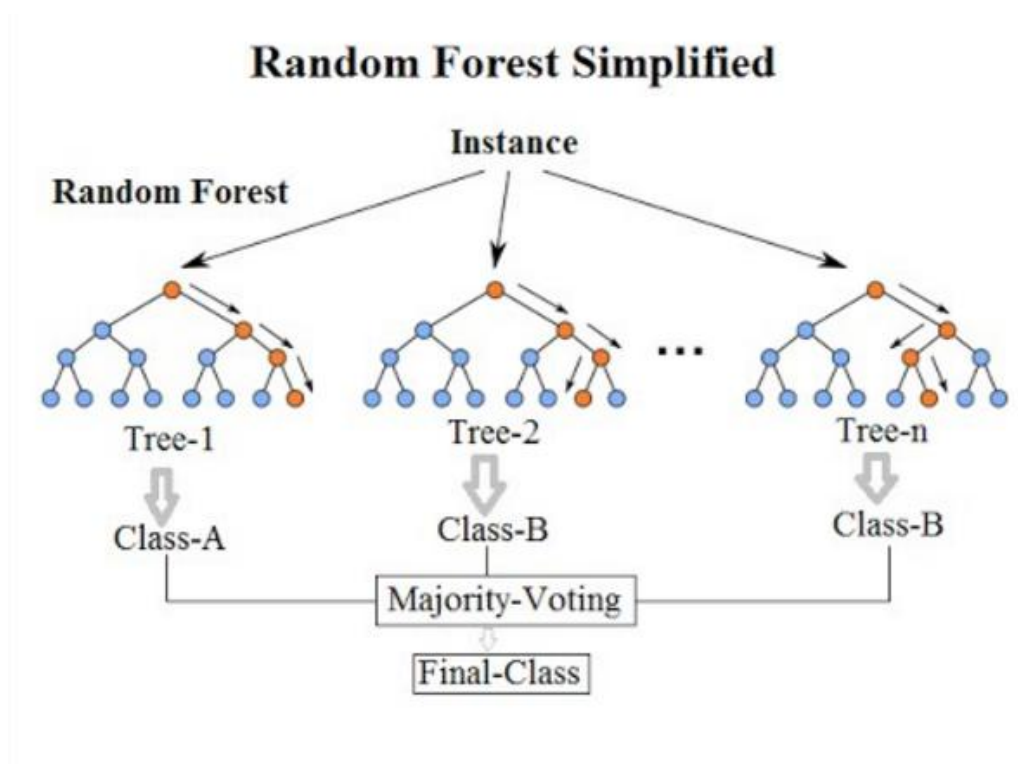 Random Forest Simplified
Instance
Random Forest
...
Tree-1
Tree-2
Tree-n
Class-A
Class-B
Class-B
Majority-Voting
Final-Class